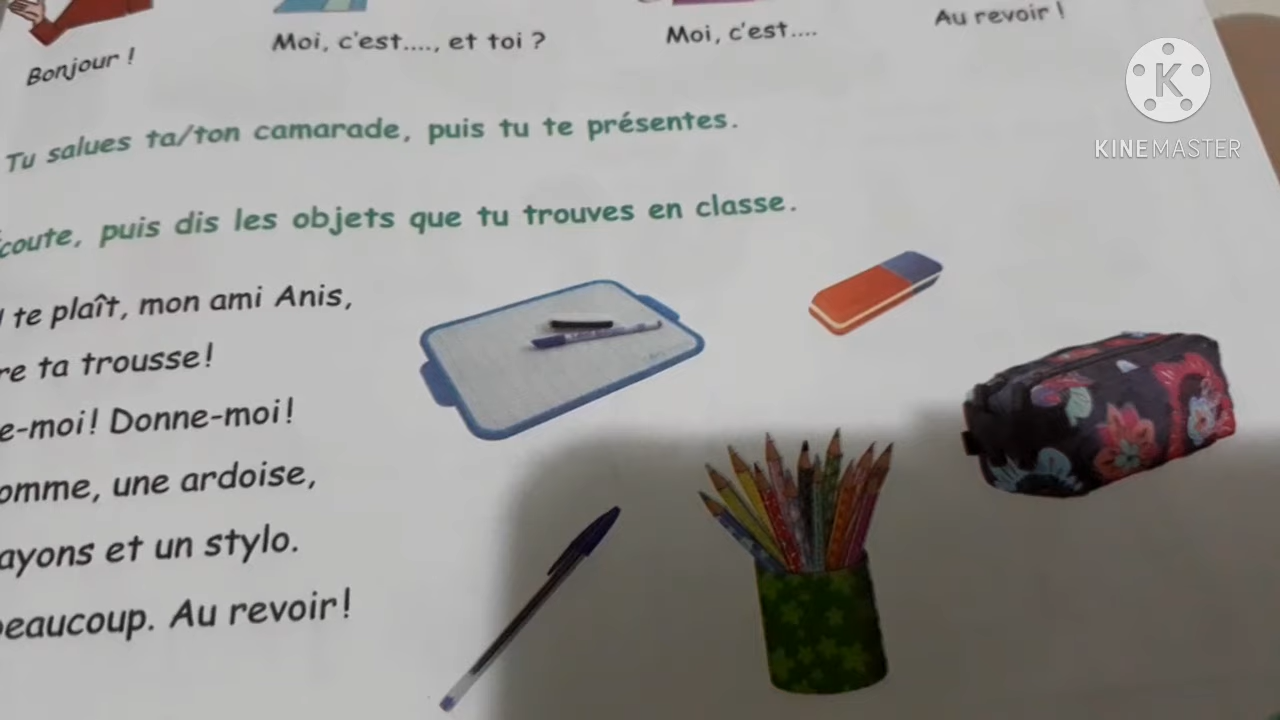 Bonjour !
Moi, c'est...., et toi ?
Moi, c'est....
Au revoir !
KINEMASTER
Tu salues ta/ton camarade, puis tu te présentes.
coute, puis dis les objets que tu trouves en classe.
te plaît, mon ami Anis,
re ta trousse!
e-moi! Donne-moi!
omme, une ardoise,
ayons et un stylo.
beaucoup. Au revoir!